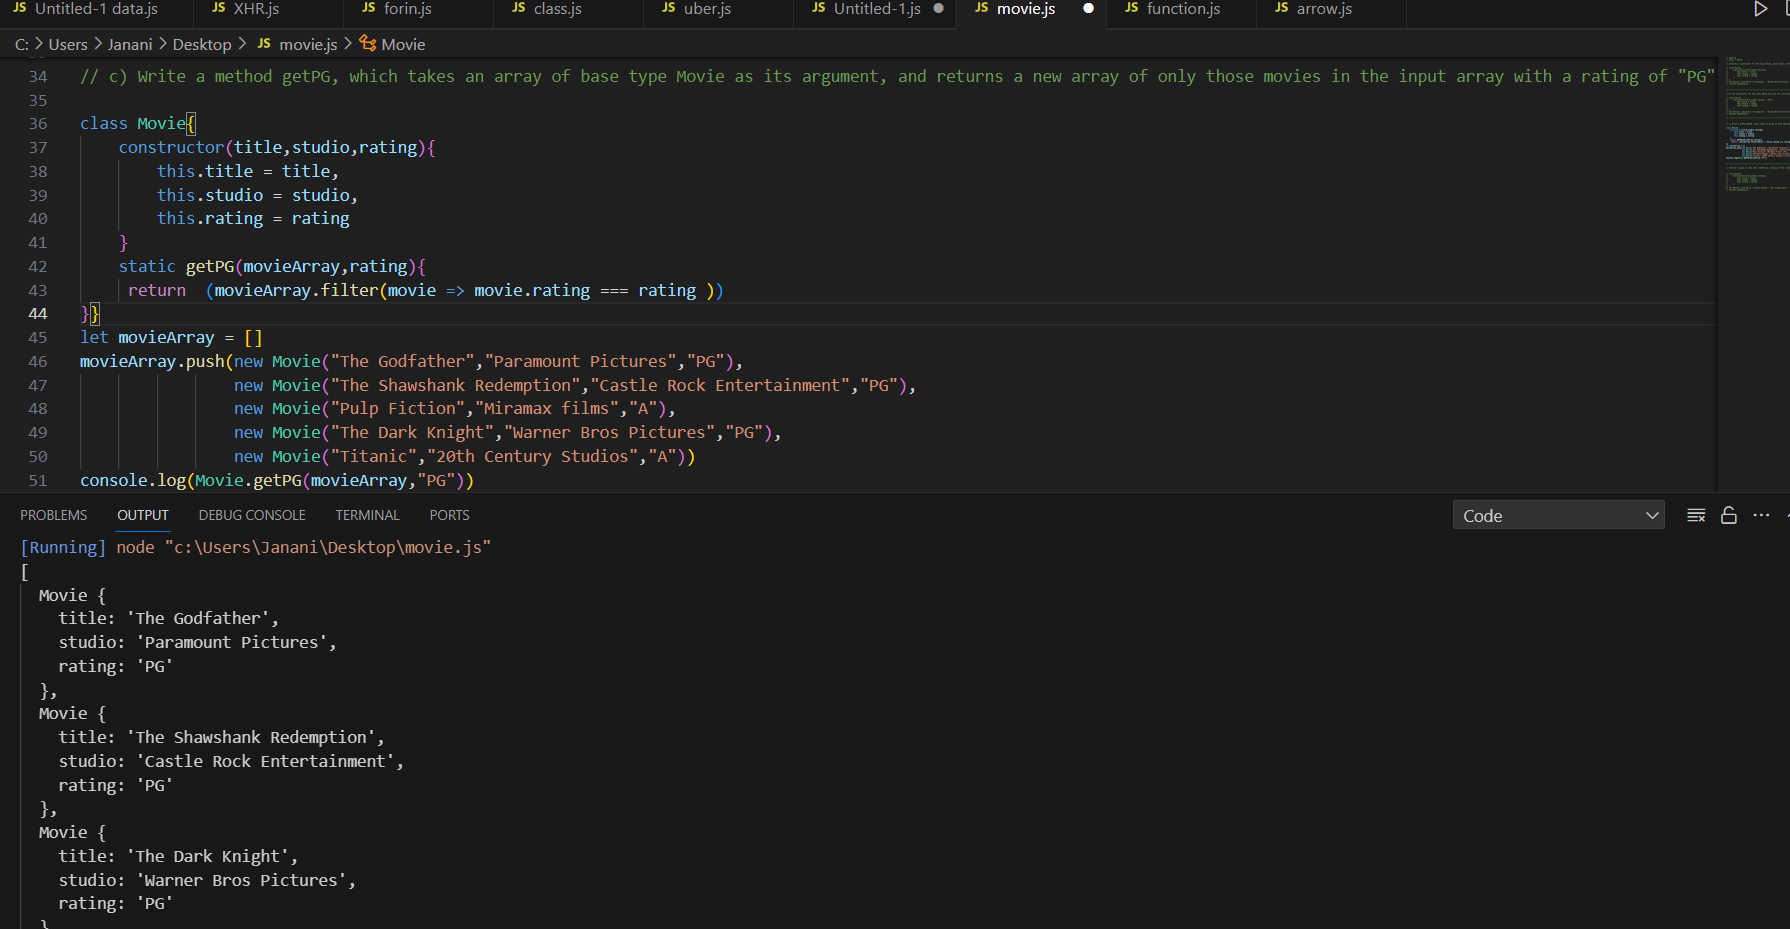 JS Untitled-1 data.js JS XHR.js JS forin.js JS class.js JS uber.js JS Untitled-1.js JS movie.js JS function.js JS arrow.js
C: > Users > Janani > Desktop > JS movie.js > Movie
34 // c) Write a method getPG, which takes an array of base type Movie as its argument, and returns a new array of only those movies in the input array with a rating of "PG"
35
36 class Movie{
37 constructor(title,studio,rating){
38 this.title = title,
39 this.studio = studio,
40 this.rating = rating
41 }
42 static getPG(movieArray,rating){
43 return (movieArray.filter(movie => movie.rating === rating ))
44 }}
45 let movieArray = []
46 movieArray.push(new Movie("The Godfather","Paramount Pictures","PG"),
47 new Movie("The Shawshank Redemption","Castle Rock Entertainment","PG"),
48 new Movie("Pulp Fiction","Miramax films","A"),
49 new Movie("The Dark Knight","Warner Bros Pictures","PG"),
50 new Movie("Titanic","20th Century Studios","A"))
51 console.log(Movie.getPG(movieArray,"PG"))
PROBLEMS OUTPUT DEBUG CONSOLE TERMINAL PORTS Code
[Running] node "c:\Users\Janani\Desktop\movie.js"
[
Movie {
title: 'The Godfather',
studio: 'Paramount Pictures',
rating: 'PG'
},
Movie {
title: 'The Shawshank Redemption',
studio: 'Castle Rock Entertainment',
rating: 'PG'
},
Movie {
title: 'The Dark Knight',
studio: 'Warner Bros Pictures',
rating: 'PG'
}